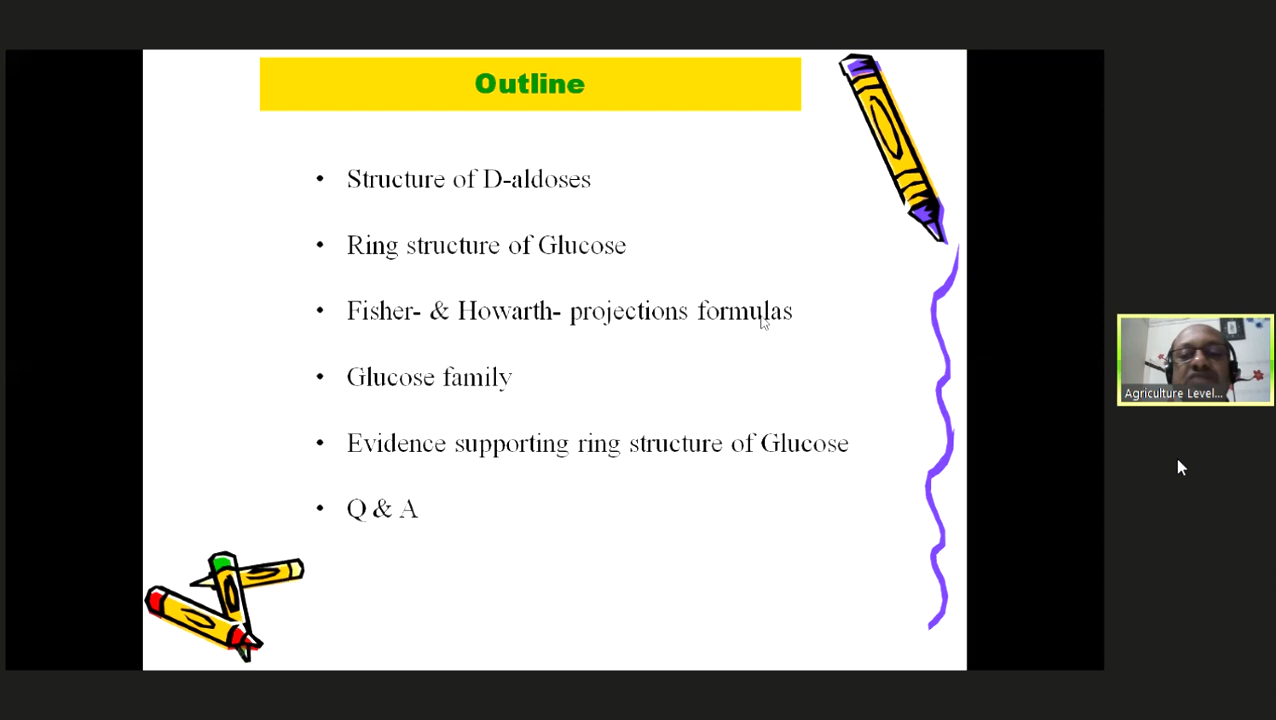 Outline
• Structure of D-aldoses
• Ring structure of Glucose
• Fisher- & Howarth- projections formulas
• Glucose family
• Evidence supporting ring structure of Glucose
• Q & A
Agriculture Level...